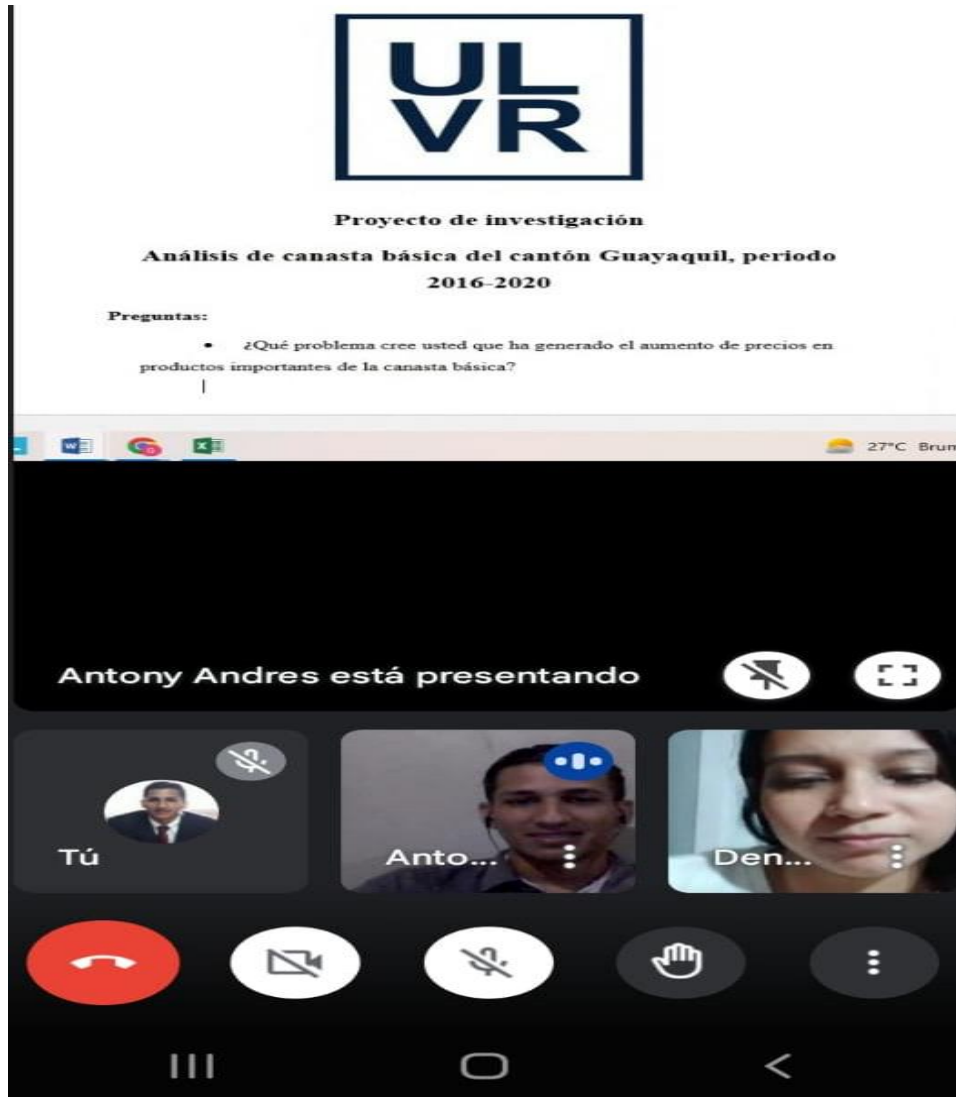 UL
VR
Proyecto de investigación
Análisis de canasta básica del cantón Guayaquil, periodo
2016-2020
Preguntas:
• ¿Qué problema cree usted que ha generado el aumento de precios en
productos importantes de la canasta básica?
27°C Brun
Antony Andres está presentando
Tú
Anto...
Den...